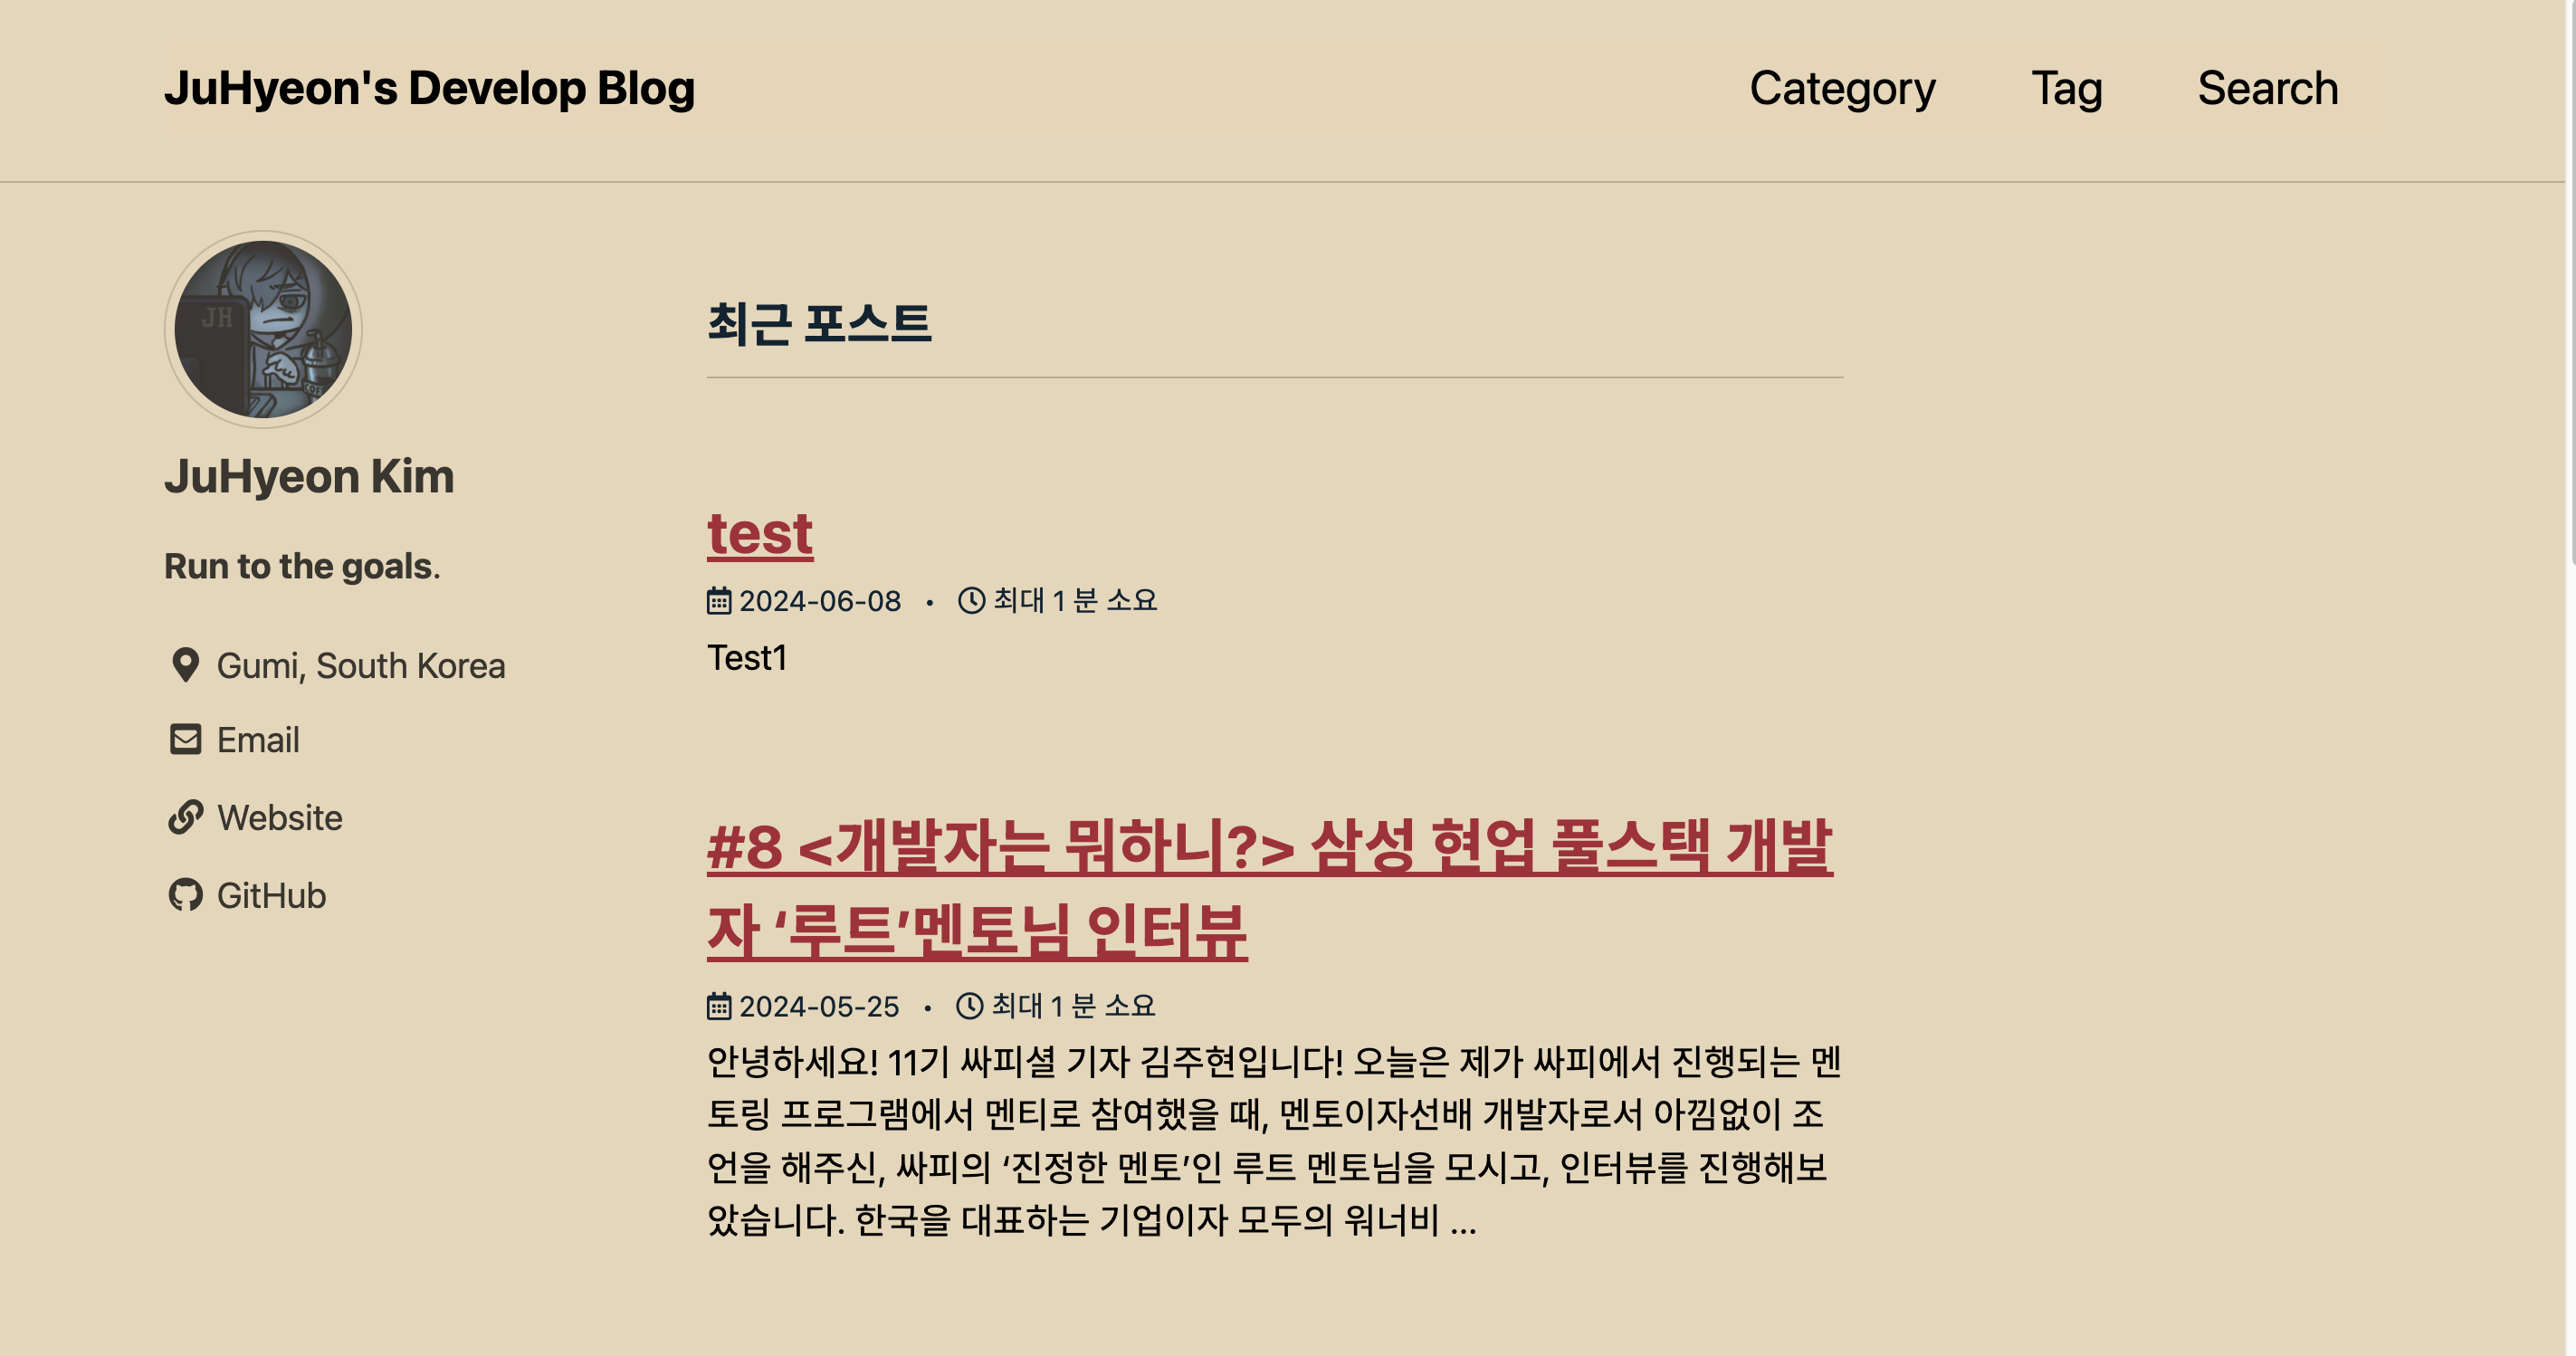 JuHyeon's Develop Blog
Category Tag Search
JH
JuHyeon Kim
Run to the goals.
Gumi, South Korea
Email
Website
GitHub
최근 포스트
test
2024-06-08 • 최대 1 분 소요
Test1
#8 <개발자는 뭐하니?> 삼성 현업 풀스택 개발
자 ‘루트’멘토님 인터뷰
2024-05-25 • 최대 1 분 소요
안녕하세요! 11기 싸피셜 기자 김주현입니다! 오늘은 제가 싸피에서 진행되는 멘
토링 프로그램에서 멘티로 참여했을 때, 멘토이자선배 개발자로서 아낌없이 조
언을 해주신, 싸피의 ‘진정한 멘토’인 루트 멘토님을 모시고, 인터뷰를 진행해보
았습니다. 한국을 대표하는 기업이자 모두의 워너비 ...